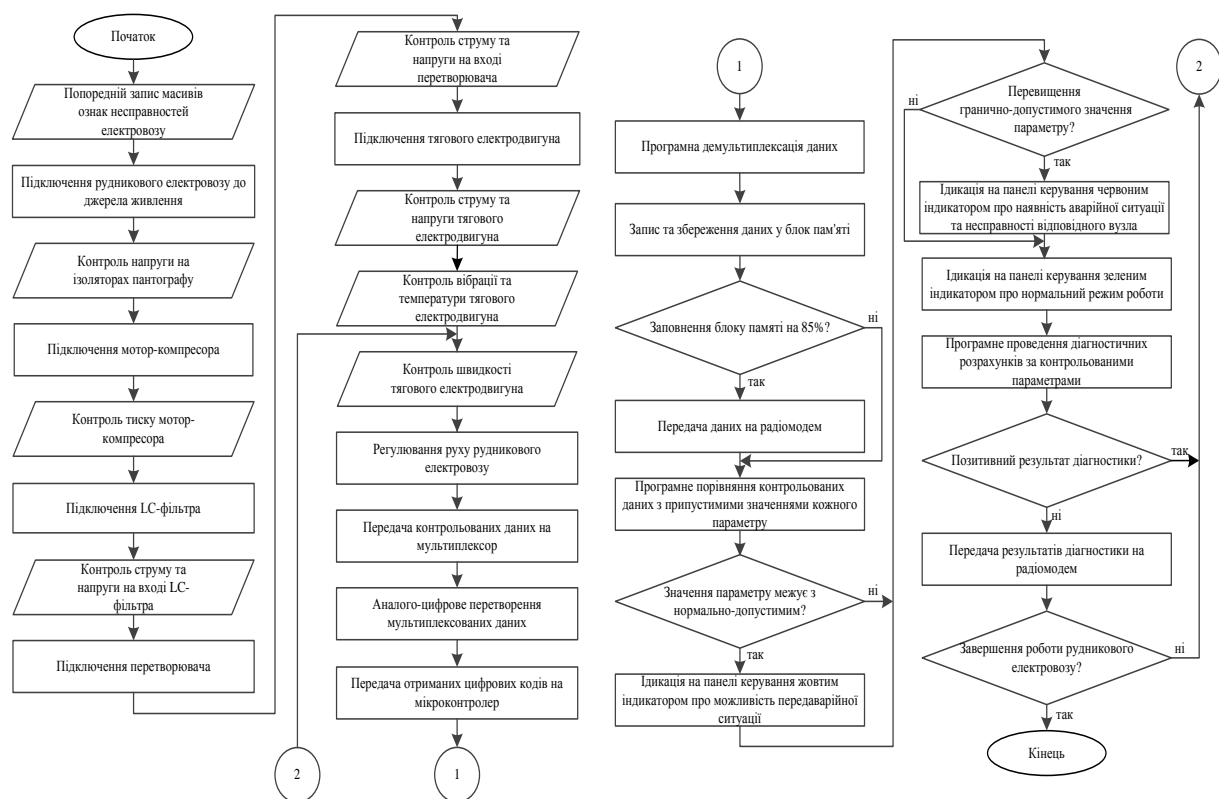 Початок
Попорedній запис масивів
ознак несправностей
електровозу
Підключення рудникового електровозу до
джерела живлення
Контроль напруги на
ізоляторах пантографу
Підключення мотор-компресора
Контроль тиску мотор-
компресора
Підключення LC-фільтра
Контроль струму та
напруги на вході LC-
фільтра
Підключення перетворювача
Контроль струму та
напруги на вході
перетворювача
Підключення тягового електродвигуна
Контроль струму та
напруги тягового
електродвигуна
Контроль вібрації та
температури тягового
електродвигуна
Контроль швидкості
тягового електродвигуна
Регулювання руху рудникового
електровозу
Передача контрольованих даних на
мультиплексор
Аналого-цифрове перетворення
мультиплексованих даних
Передача отриманих цифрових кодів на
мікроконтролер
2
1
1
Програмна демультиплексація даних
Запис та збереження даних у блок пам'яті
Заповнення блоку памяті на 85%?
ні
так
Передача даних на радіомодем
Програмне порівняння контрольованих
даних з припустимими значеннями кожного
параметру
Значення параметру межує з
нормально-допустимим?
ні
так
Ідикація на панелі керування жовтим
індикатором про можливість передаварійної
ситуації
Перевищення
гранично-допустимого значення
параметру?
ні
так
Ідикація на панелі керування червоним
індикатором про наявність аварійної ситуації
та несправності відповідного вузла
Ідикація на панелі керування зеленим
індикатором про нормальний режим роботи
Програмне проведення діагностичних
розрахунків за контрольованими
параметрами
Позитивний результат діагностики?
так
ні
Передача результатів діагностики на
радіомодем
Завершення роботи рудникового
електровозу?
ні
так
Кінець
2